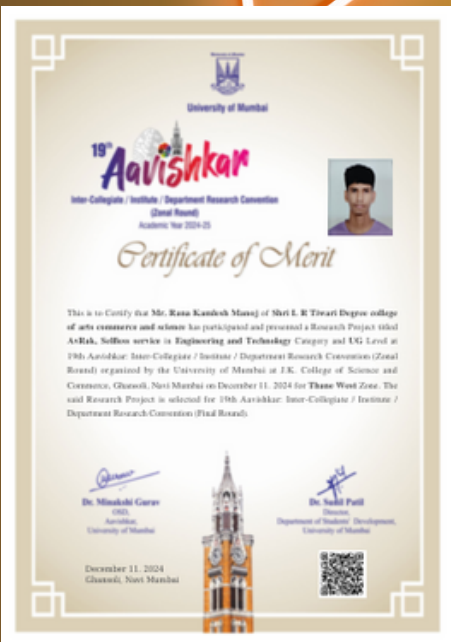 University of Mumbai
19th Aavishkar
Inter-Collegiate / Institute / Department Research Convention
(Zonal Round)
Academic Year 2024-25
Certificate of Merit
This is to Certify that Mr. Rana Kamlesh Manoj of Shri L R Tiwari Degree college
of arts commerce and science has participated and presented a Research Project titled
AvRak, Selfless service in Engineering and Technology Category and UG Level at
19th Aavishkar: Inter-Collegiate / Institute / Department Research Convention (Zonal
Round) organized by the University of Mumbai at J.K. College of Science and
Commerce, Ghansoli, Navi Mumbai on December 11. 2024 for Thane West Zone. The
said Research Project is selected for 19th Aavishkar: Inter-Collegiate / Institute /
Department Research Convention (Final Round).
Dr. Minakshi Gurav
OSD,
Aavishkar,
University of Mumbai
Dr. Sunil Patil
Director,
Department of Students' Development,
University of Mumbai
December 11. 2024
Ghansoli, Navi Mumbai